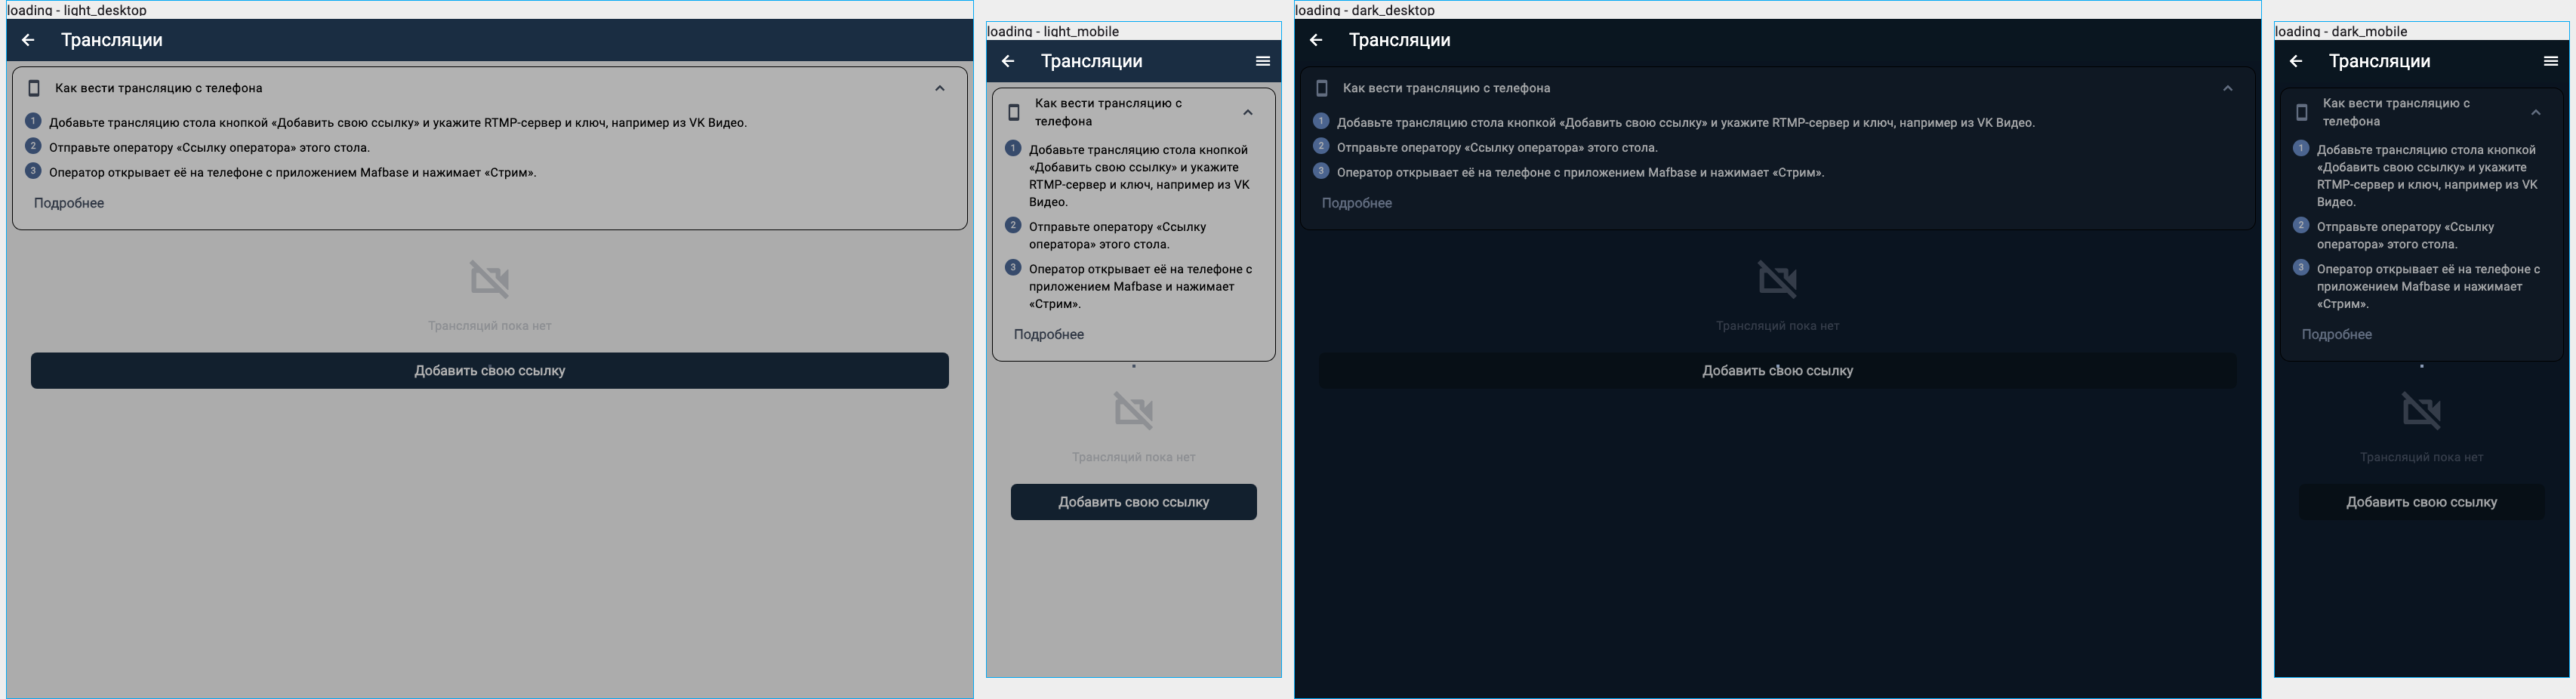 loading - light_desktop
Трансляции
Как вести трансляцию с телефона
1 Добавьте трансляцию стола кнопкой «Добавить свою ссылку» и укажите RTMP-сервер и ключ, например из VK Видео.
2 Отправьте оператору «Ссылку оператора» этого стола.
3 Оператор открывает её на телефоне с приложением Mafbase и нажимает «Стрим».
Подробнее
Трансляций пока нет
Добавить свою ссылку
loading - light_mobile
Трансляции
Как вести трансляцию с
телефона
1 Добавьте трансляцию стола кнопкой
«Добавить свою ссылку» и укажите
RTMP-сервер и ключ, например из VK
Видео.
2 Отправьте оператору «Ссылку
оператора» этого стола.
3 Оператор открывает её на телефоне с
приложением Mafbase и нажимает
«Стрим».
Подробнее
Трансляций пока нет
Добавить свою ссылку
loading - dark_desktop
Трансляции
Как вести трансляцию с телефона
1 Добавьте трансляцию стола кнопкой «Добавить свою ссылку» и укажите RTMP-сервер и ключ, например из VK Видео.
2 Отправьте оператору «Ссылку оператора» этого стола.
3 Оператор открывает её на телефоне с приложением Mafbase и нажимает «Стрим».
Подробнее
Трансляций пока нет
Добавить свою ссылку
loading - dark_mobile
Трансляции
Как вести трансляцию с
телефона
1 Добавьте трансляцию стола кнопкой
«Добавить свою ссылку» и укажите
RTMP-сервер и ключ, например из VK
Видео.
2 Отправьте оператору «Ссылку
оператора» этого стола.
3 Оператор открывает её на телефоне с
приложением Mafbase и нажимает
«Стрим».
Подробнее
Трансляций пока нет
Добавить свою ссылку